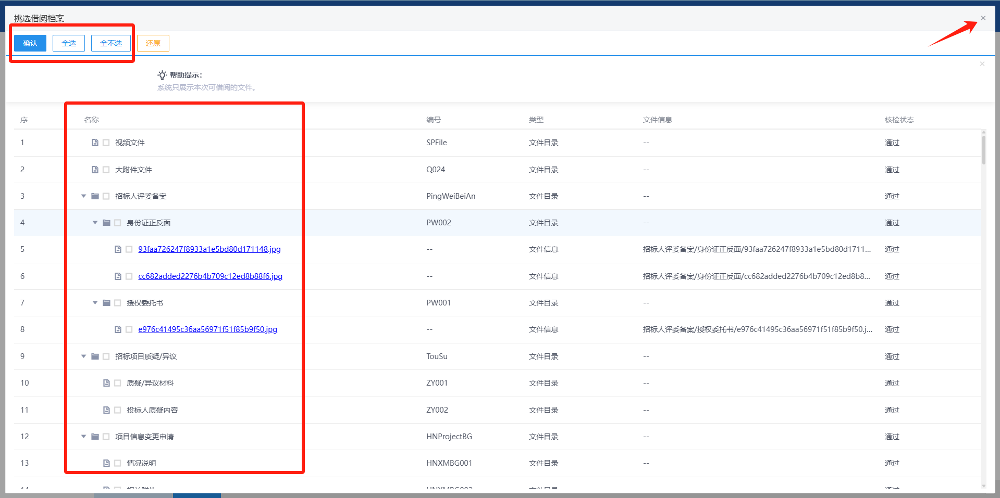 挑选借阅档案
确认 全选 全不选 还原
帮助提示：
系统只展示本次可借阅的文件。
序 名称 编号 类型 文件信息 核检状态
1 视频文件 SPFile 文件目录 -- 通过
2 大附件文件 Q024 文件目录 -- 通过
3 招标人评委备案 PingWeiBeiAn 文件目录 -- 通过
4 身份证正反面 PW002 文件目录 -- 通过
5 93faa726247f8933a1e5bd80d171148.jpg -- 文件信息 招标人评委备案/身份证正反面/93faa726247f8933a1e5bd80d1711... 通过
6 cc682added2276b4b709c12ed8b88f6.jpg -- 文件信息 招标人评委备案/身份证正反面/cc682added2276b4b709c12ed8b8... 通过
7 授权委托书 PW001 文件目录 -- 通过
8 e976c41495c36aa56971f51f85b9f50.jpg -- 文件信息 招标人评委备案/授权委托书/e976c41495c36aa56971f51f85b9f50.j... 通过
9 招标项目质疑/异议 TouSu 文件目录 -- 通过
10 质疑/异议材料 ZY001 文件目录 -- 通过
11 投标人质疑内容 ZY002 文件目录 -- 通过
12 项目信息变更申请 HNProjectBG 文件目录 -- 通过
13 情况说明 HNXMBG001 文件目录 -- 通过